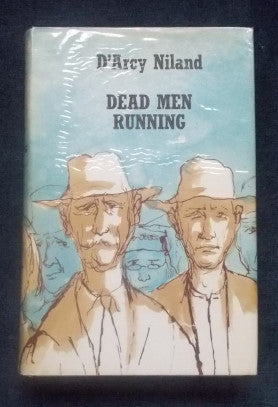 D'Arcy Niland
DEAD MEN
RUNNING